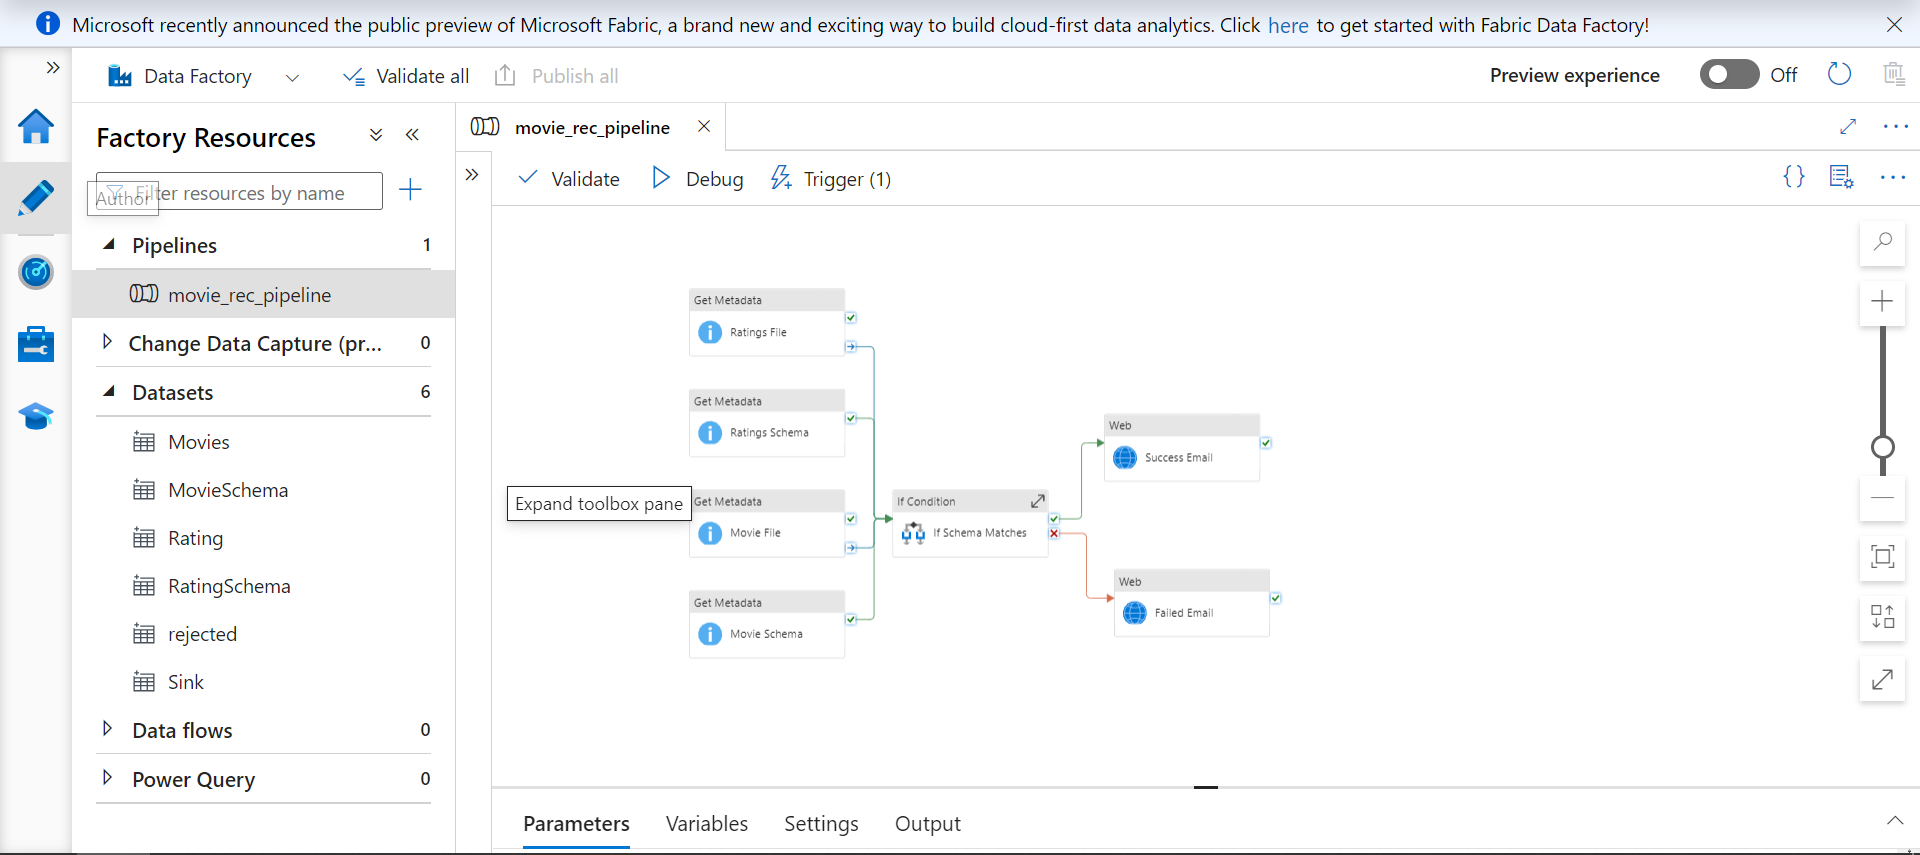 Microsoft recently announced the public preview of Microsoft Fabric, a brand new and exciting way to build cloud-first data analytics. Click here to get started with Fabric Data Factory!
Data Factory
Validate all
Publish all
Preview experience
Off
Factory Resources
movie_rec_pipeline
Filter resources by name
Author
Validate
Debug
Trigger (1)
Pipelines 1
movie_rec_pipeline
Change Data Capture (pr... 0
Datasets 6
Movies
MovieSchema
Rating
RatingSchema
rejected
Sink
Data flows 0
Power Query 0
Get Metadata
Ratings File
Get Metadata
Ratings Schema
Expand toolbox pane
Get Metadata
Movie File
Get Metadata
Movie Schema
If Condition
If Schema Matches
Web
Success Email
Web
Failed Email
Parameters
Variables
Settings
Output